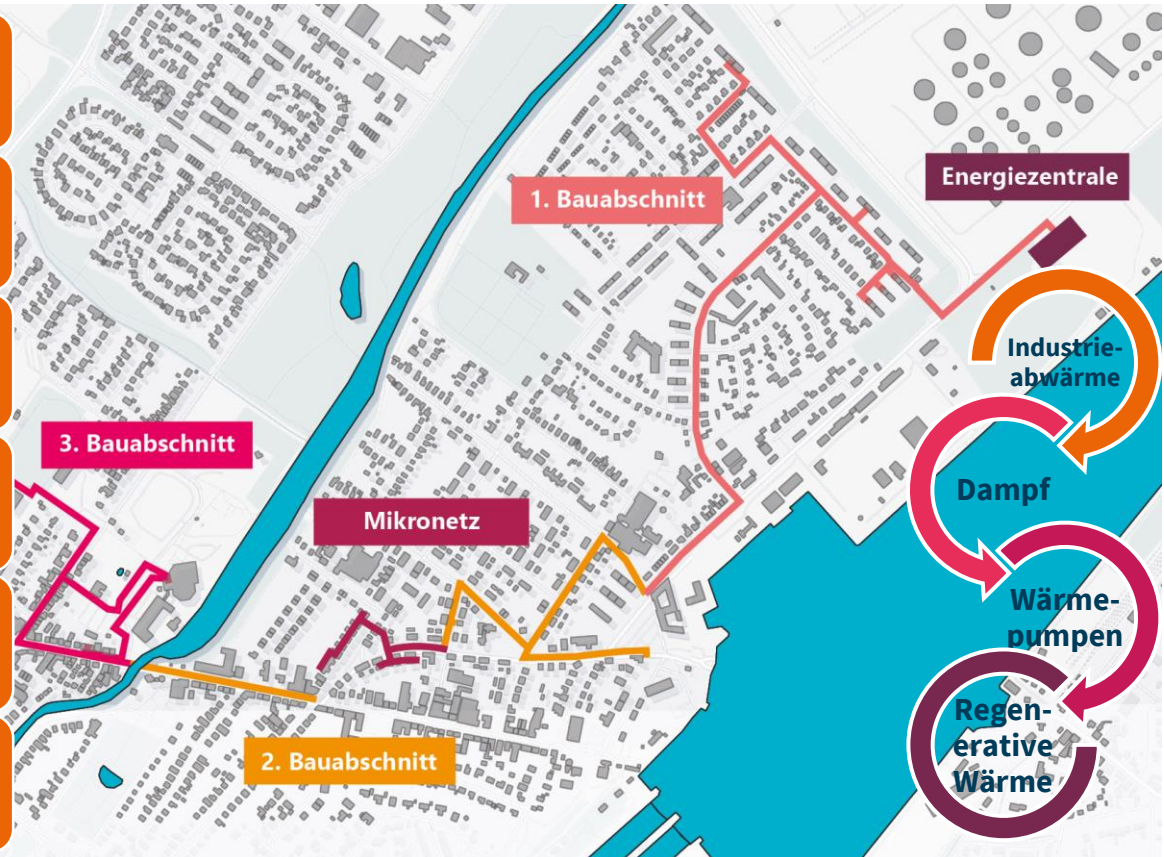 Energiezentrale
1. Bauabschnitt
Industrie-
abwärme
3. Bauabschnitt
Dampf
Mikronetz
Wärme-
pumpen
Regen-
erative
Wärme
2. Bauabschnitt